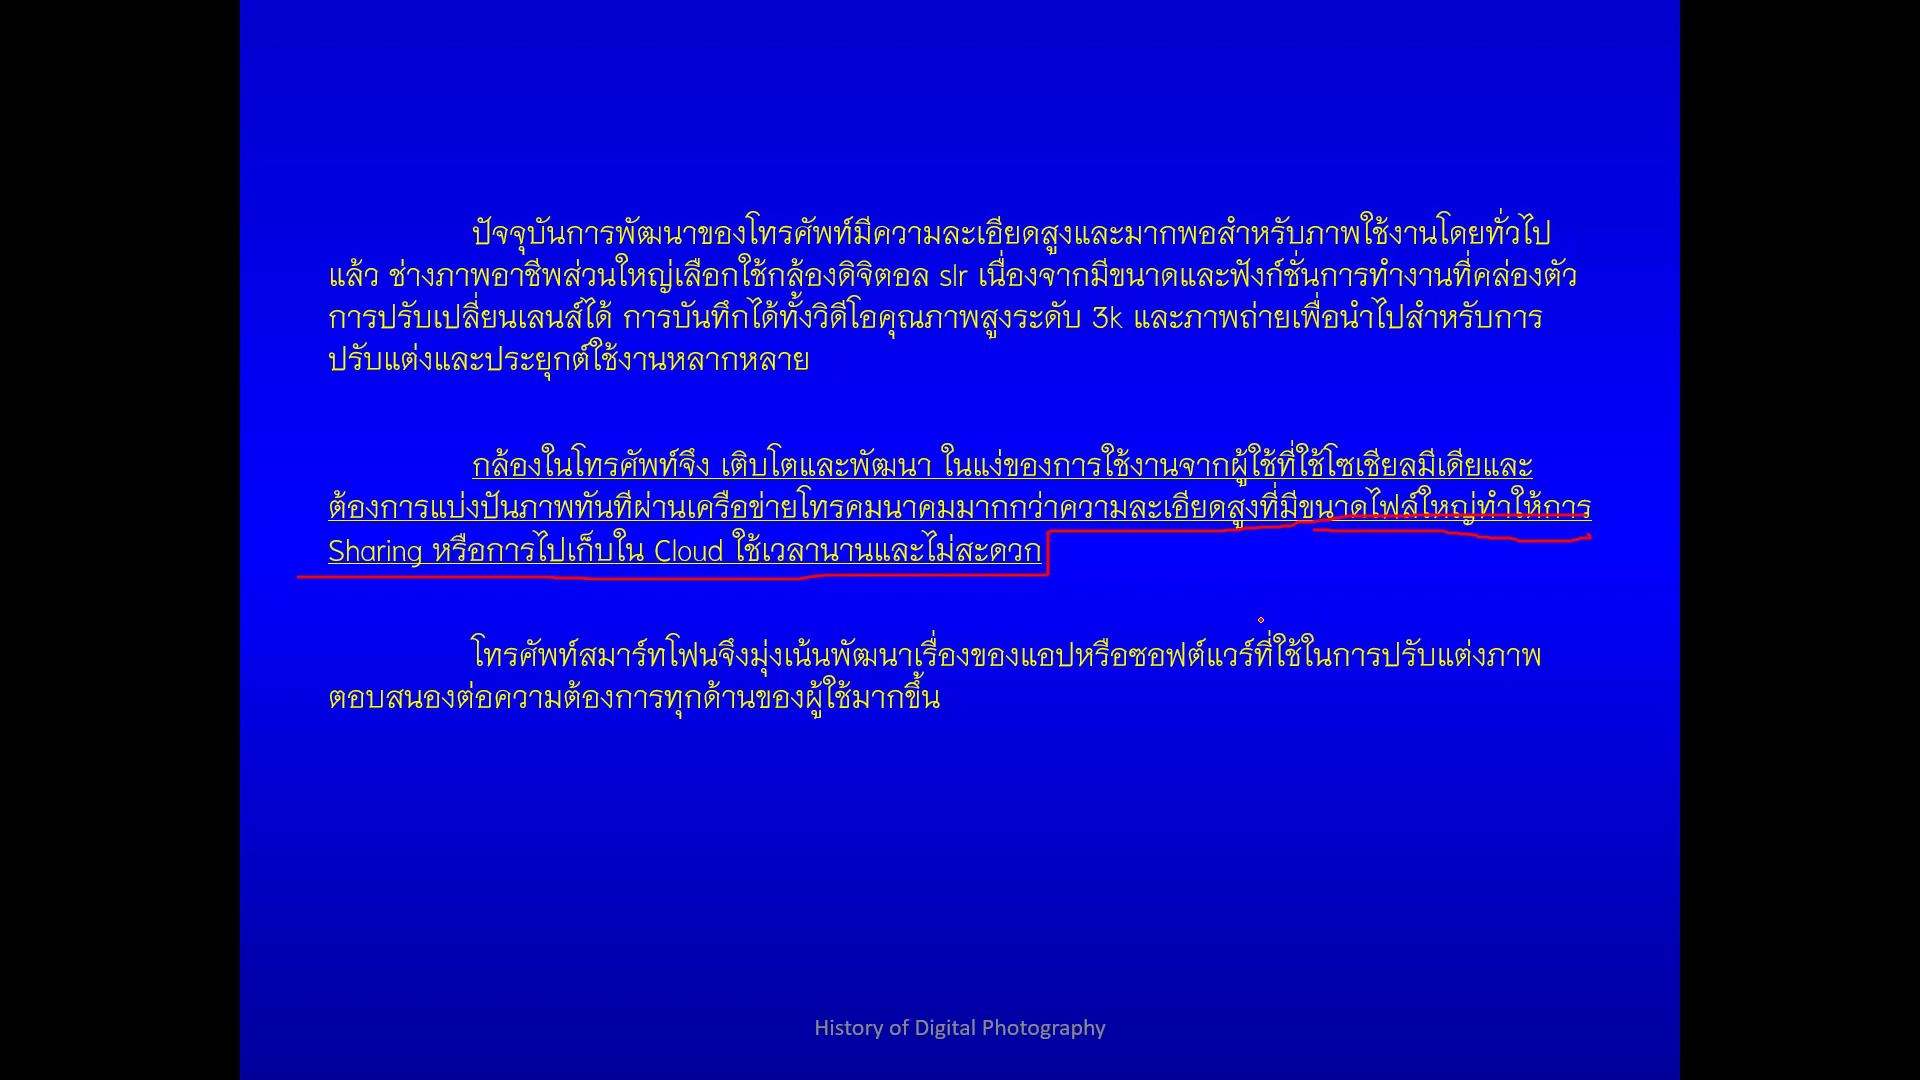 ปัจจุบันการพัฒนาของโทรศัพท์มีความละเอียดสูงและมากพอสำหรับภาพใช้งานโดยทั่วไป
แล้ว ช่างภาพอาชีพส่วนใหญ่เลือกใช้กล้องดิจิตอล slr เนื่องจากมีขนาดและฟังก์ชั่นการทำงานที่คล่องตัว
การปรับเปลี่ยนเลนส์ได้ การบันทึกได้ทั้งวิดีโอคุณภาพสูงระดับ 3k และภาพถ่ายเพื่อนำไปสำหรับการ
ปรับแต่งและประยุกต์ใช้งานหลากหลาย
กล้องในโทรศัพท์จึง เติบโตและพัฒนา ในแง่ของการใช้งานจากผู้ใช้ที่ใช้โซเชียลมีเดียและ
ต้องการแบ่งปันภาพทันทีผ่านเครือข่ายโทรคมนาคมมากกว่าความละเอียดสูงที่มีขนาดไฟล์ใหญ่ทำให้การ
Sharing หรือการไปเก็บใน Cloud ใช้เวลานานและไม่สะดวก
โทรศัพท์สมาร์ทโฟนจึงมุ่งเน้นพัฒนาเรื่องของแอปหรือซอฟต์แวร์ที่ใช้ในการปรับแต่งภาพ
ตอบสนองต่อความต้องการทุกด้านของผู้ใช้มากขึ้น
History of Digital Photography